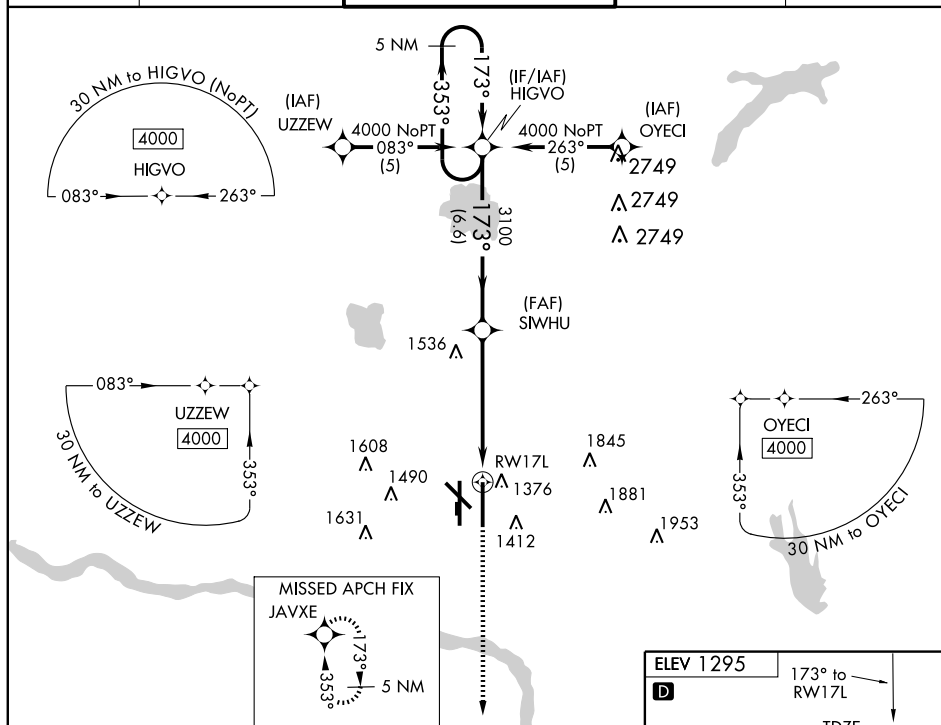 30 NM to HIGVO (NoPT)
4000
HIGVO
083°
263°
5 NM
353°
173°
(IF/IAF)
HIGVO
(IAF)
UZZEW
4000 NoPT
083°
(5)
(IAF)
OYECI
4000 NoPT
263°
(5)
2749
2749
2749
3100
173°
(6.6)
(FAF)
SIWHU
1536
083°
UZZEW
4000
353°
30 NM to UZZEW
263°
OYECI
4000
353°
30 NM to OYECI
1608
1490
1631
RW17L
1376
1412
1845
1881
1953
MISSED APCH FIX
JAVXE
173°
353°
5 NM
ELEV 1295
D
173° to
RW17L
TDZE